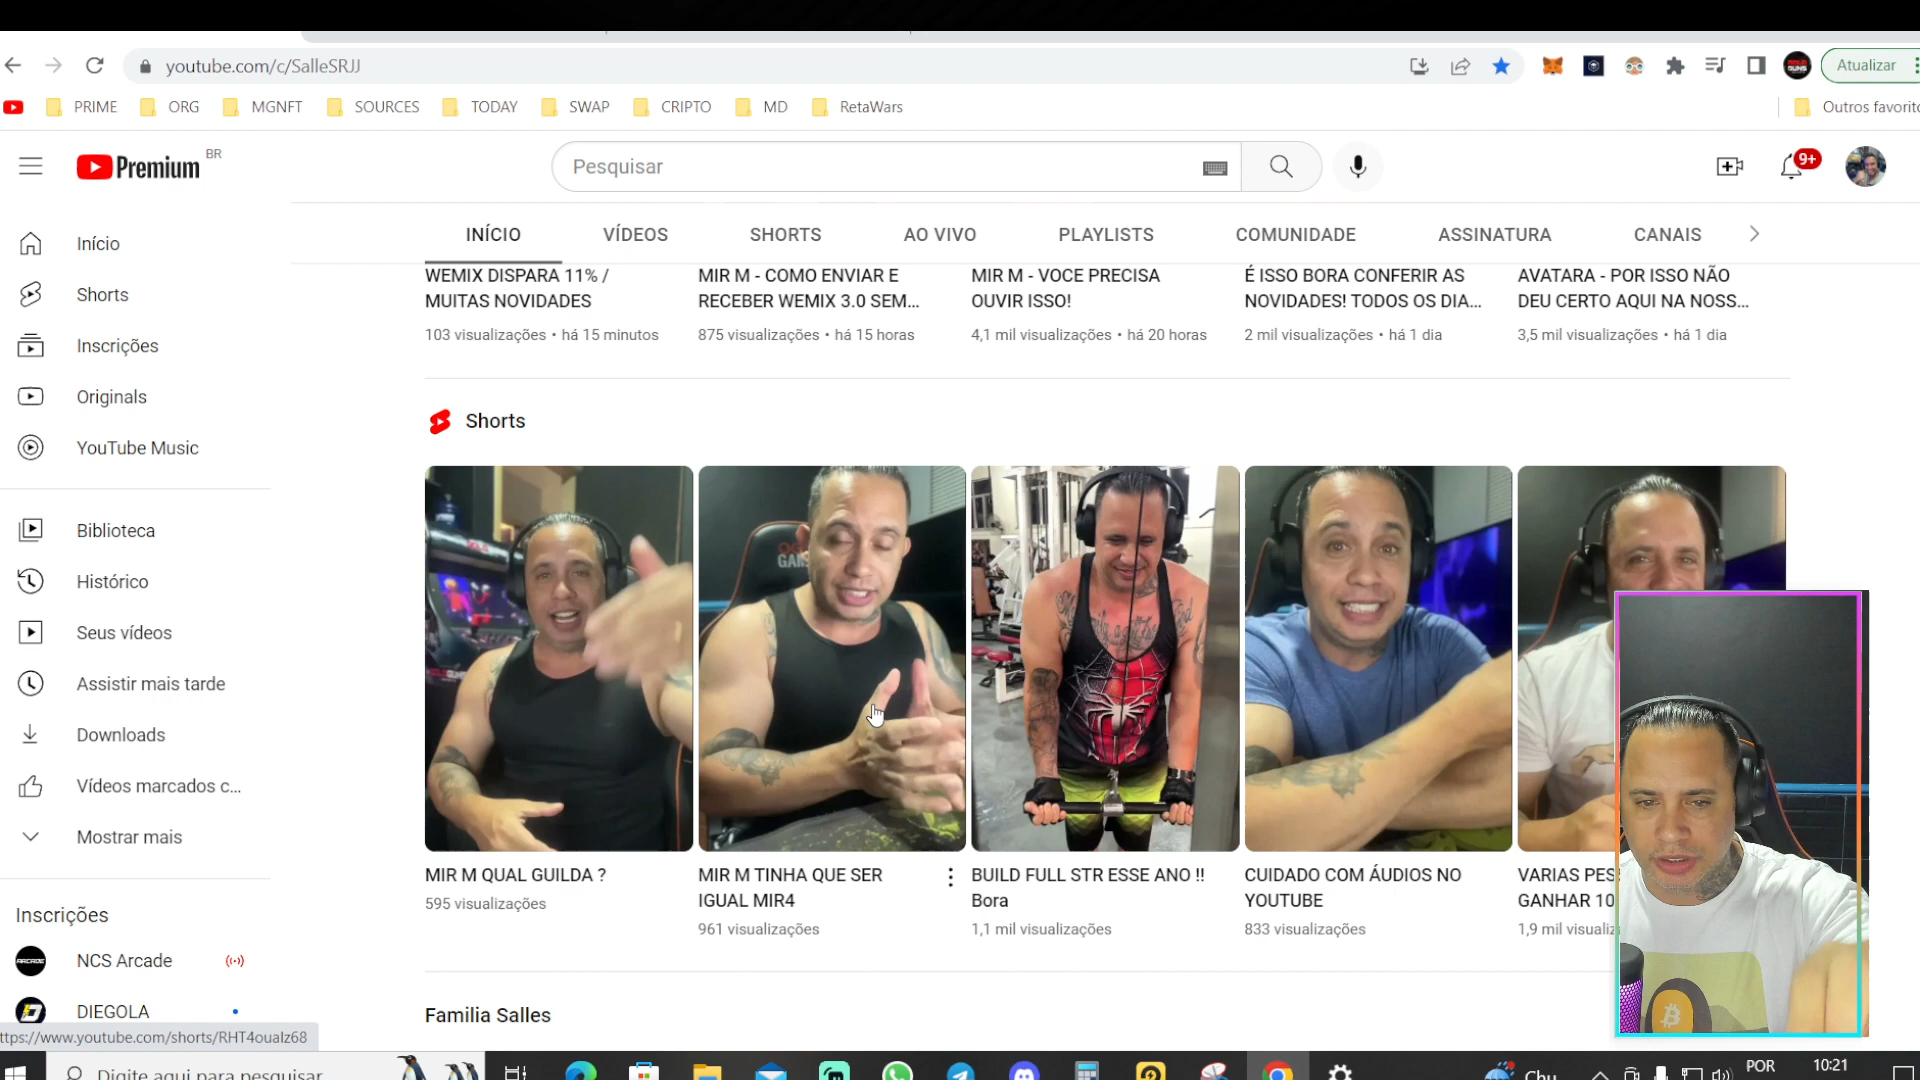 youtube.com/c/SalleSRJJ
Atualizar
PRIME
ORG
MGNFT
SOURCES
TODAY
SWAP
CRIPTO
MD
RetaWars
Outros favorito
Premium
BR
Pesquisar
9+
Início
Shorts
Inscrições
Originals
YouTube Music
Biblioteca
Histórico
Seus vídeos
Assistir mais tarde
Downloads
Vídeos marcados c...
Mostrar mais
Inscrições
NCS Arcade
DIEGOLA
INÍCIO
VÍDEOS
SHORTS
AO VIVO
PLAYLISTS
COMUNIDADE
ASSINATURA
CANAIS
WEMIX DISPARA 11% /
MUITAS NOVIDADES
103 visualizações • há 15 minutos
MIR M - COMO ENVIAR E
RECEBER WEMIX 3.0 SEM...
875 visualizações • há 15 horas
MIR M - VOCE PRECISA
OUVIR ISSO!
4,1 mil visualizações • há 20 horas
É ISSO BORA CONFERIR AS
NOVIDADES! TODOS OS DIA...
2 mil visualizações • há 1 dia
AVATARA - POR ISSO NÃO
DEU CERTO AQUI NA NOSS...
3,5 mil visualizações • há 1 dia
Shorts
MIR M QUAL GUILDA ?
595 visualizações
MIR M TINHA QUE SER
IGUAL MIR4
961 visualizações
BUILD FULL STR ESSE ANO !!
Bora
1,1 mil visualizações
CUIDADO COM ÁUDIOS NO
YOUTUBE
833 visualizações
VARIAS PES
GANHAR 10
1,9 mil visualiz
Familia Salles
ttps://www.youtube.com/shorts/RHT4oualz68
Digite aqui para pesquisar
Chu
POR
10:21